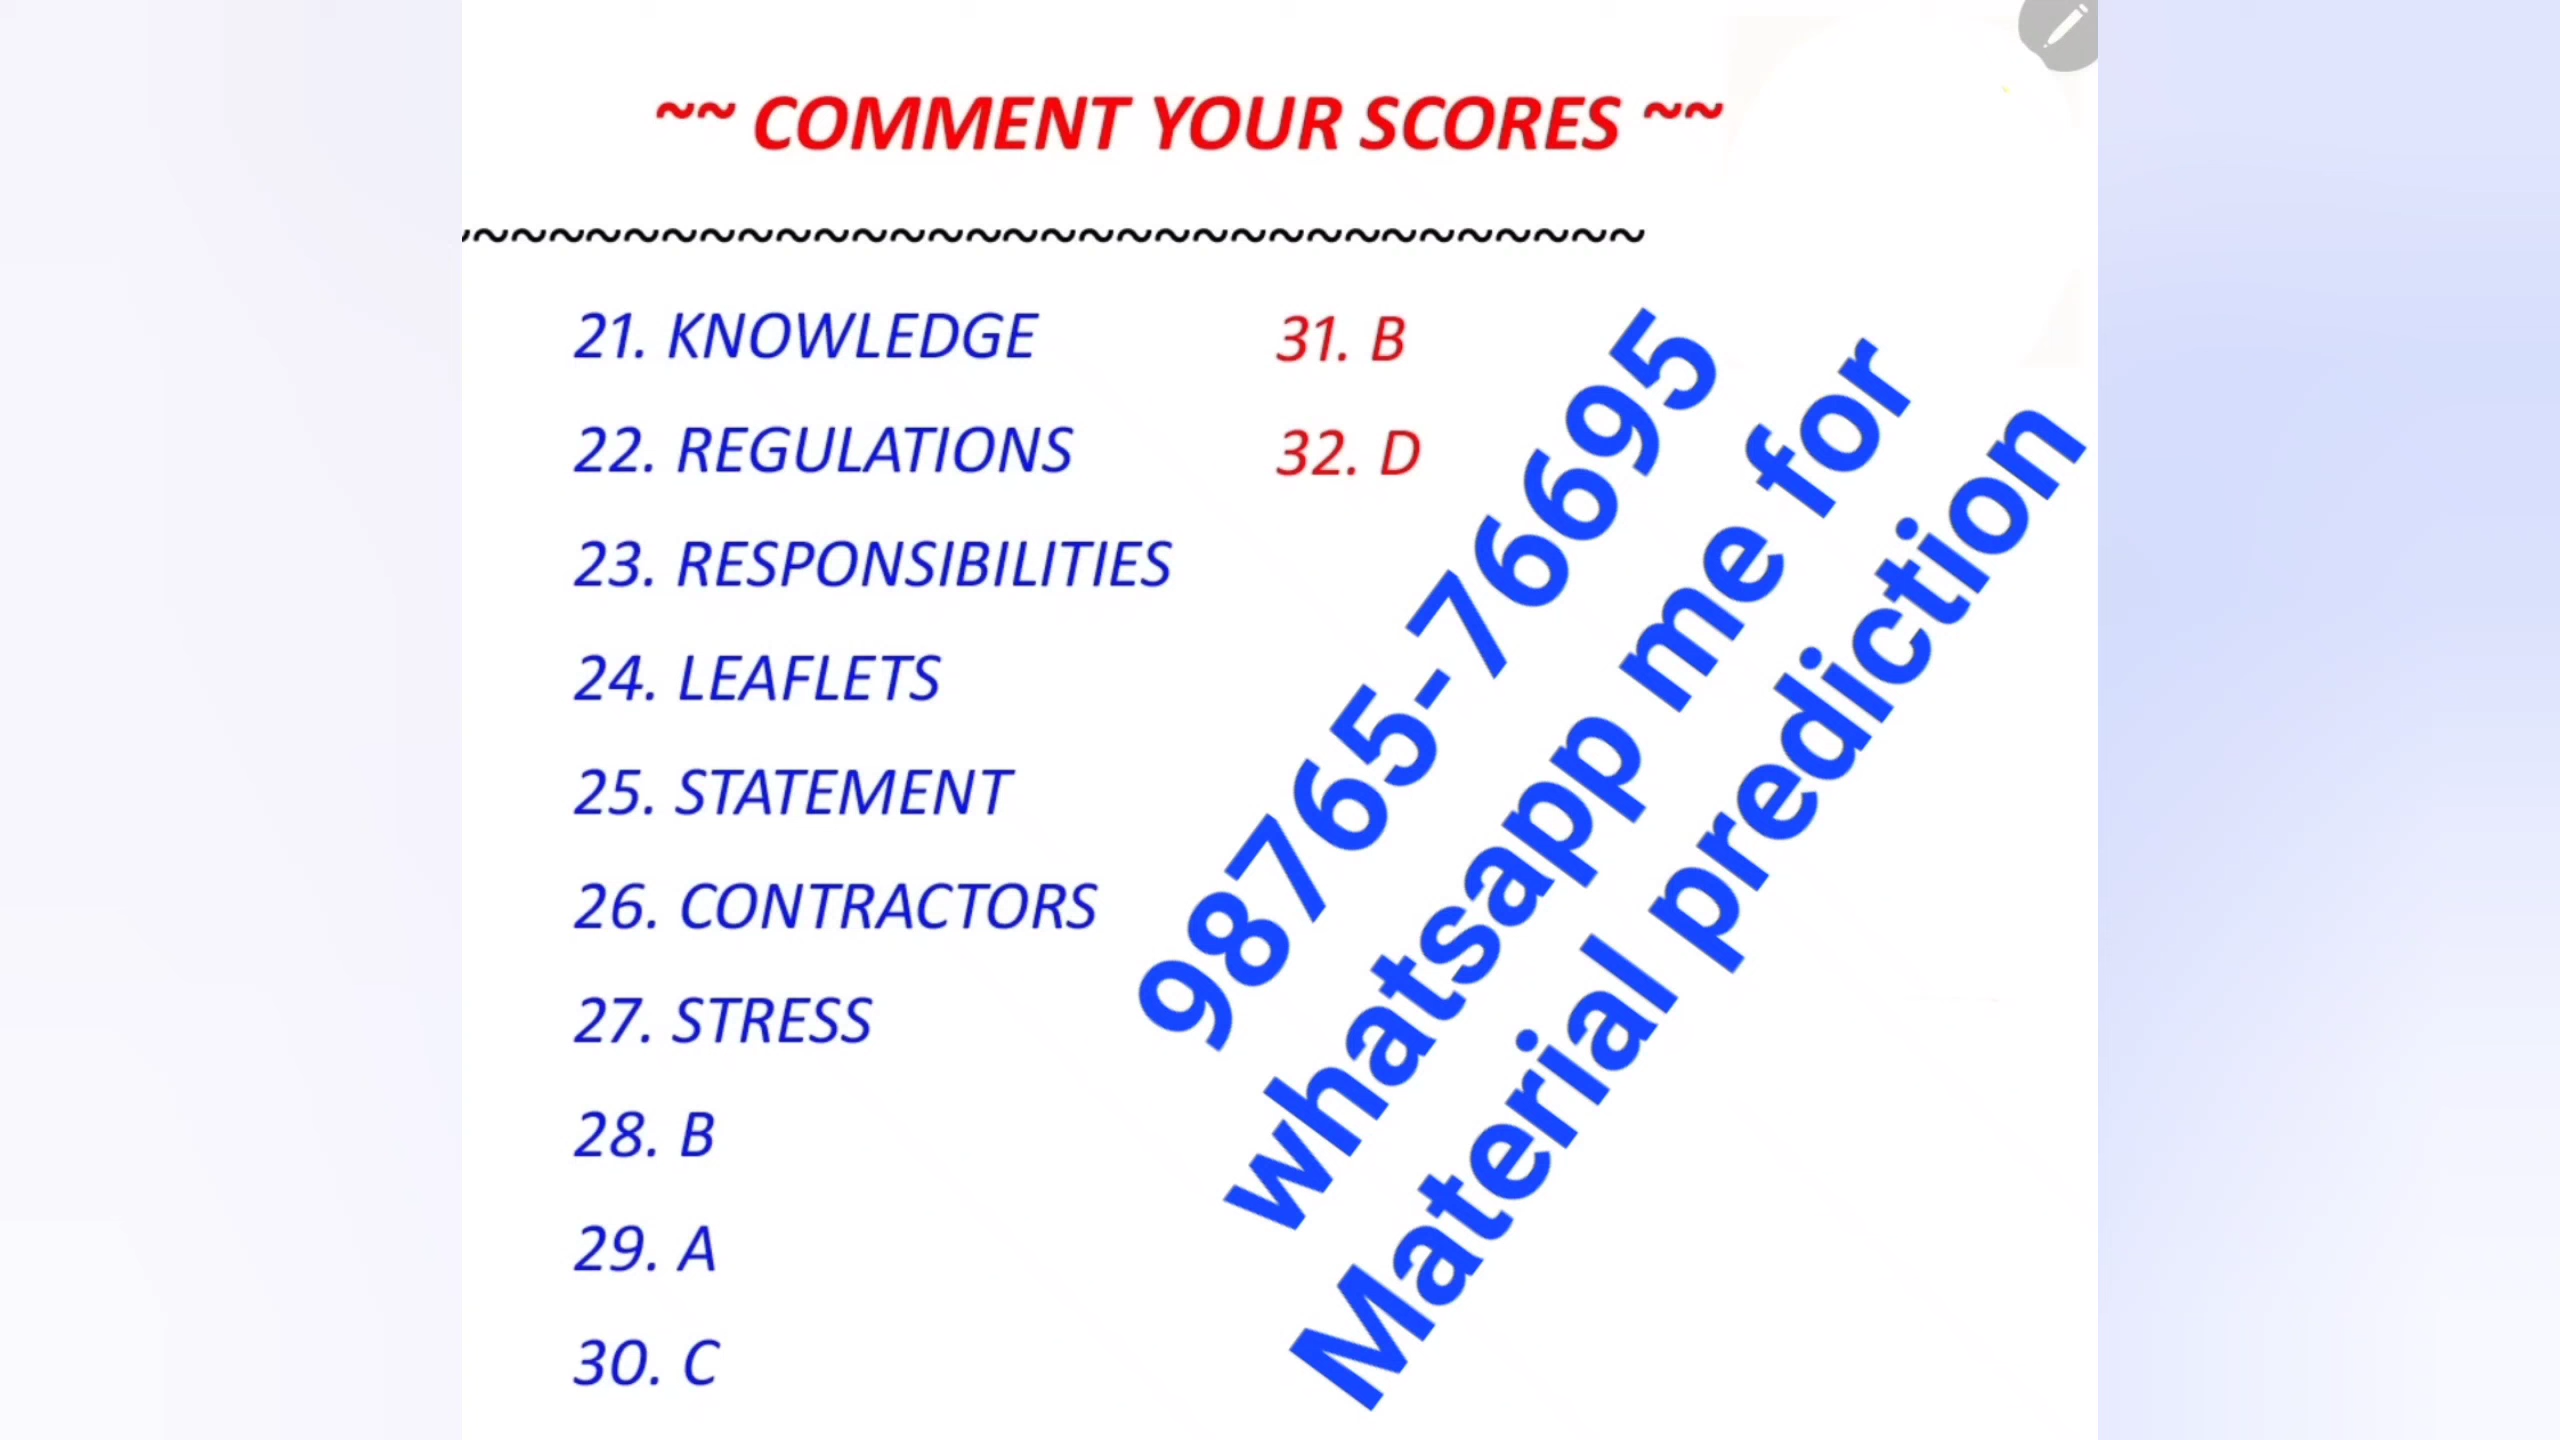 ~~ COMMENT YOUR SCORES ~~
~~~~~~~~~~~~~~~~~~~~~~~~~~~~~~~
21. KNOWLEDGE
22. REGULATIONS
23. RESPONSIBILITIES
24. LEAFLETS
25. STATEMENT
26. CONTRACTORS
27. STRESS
28. B
29. A
30. C
31. B
32. D
98765-76695
whatsapp me for
Material prediction